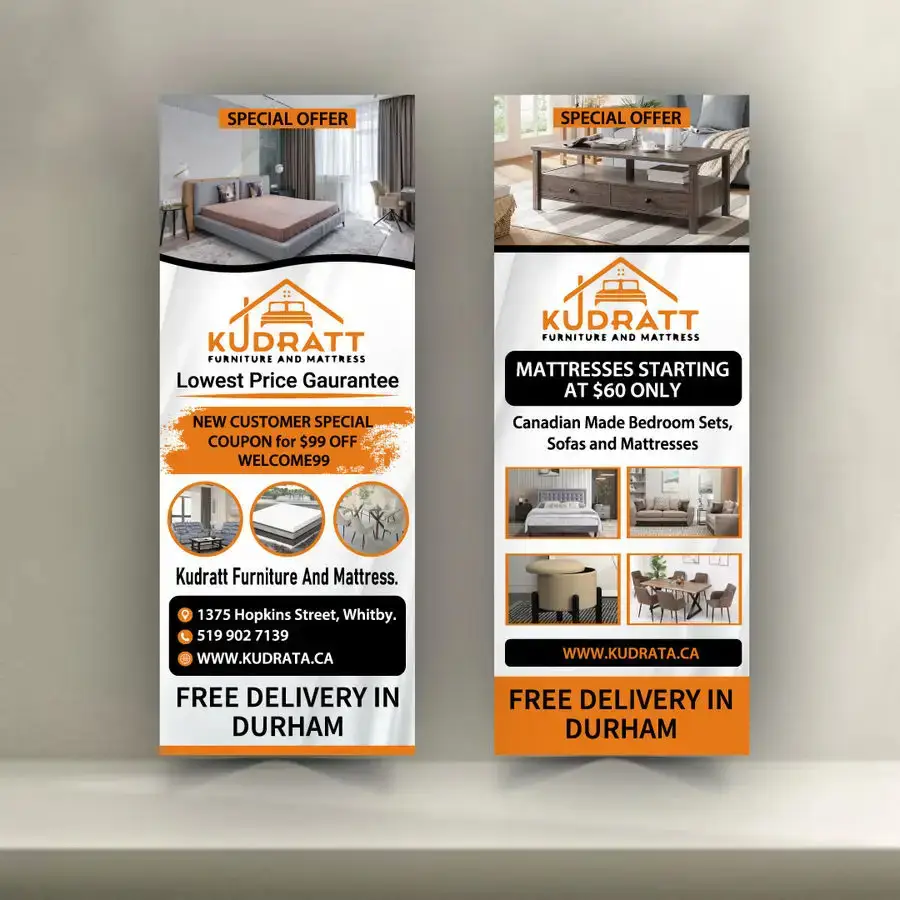 SPECIAL OFFER
KUDRATT
FURNITURE AND MATTRESS
Lowest Price Gaurantee
NEW CUSTOMER SPECIAL
COUPON for $99 OFF
WELCOME99
Kudratt Furniture And Mattress.
1375 Hopkins Street, Whitby.
519 902 7139
WWW.KUDRATA.CA
FREE DELIVERY IN
DURHAM
SPECIAL OFFER
KUDRATT
FURNITURE AND MATTRESS
MATTRESSES STARTING
AT $60 ONLY
Canadian Made Bedroom Sets,
Sofas and Mattresses
WWW.KUDRATA.CA
FREE DELIVERY IN
DURHAM